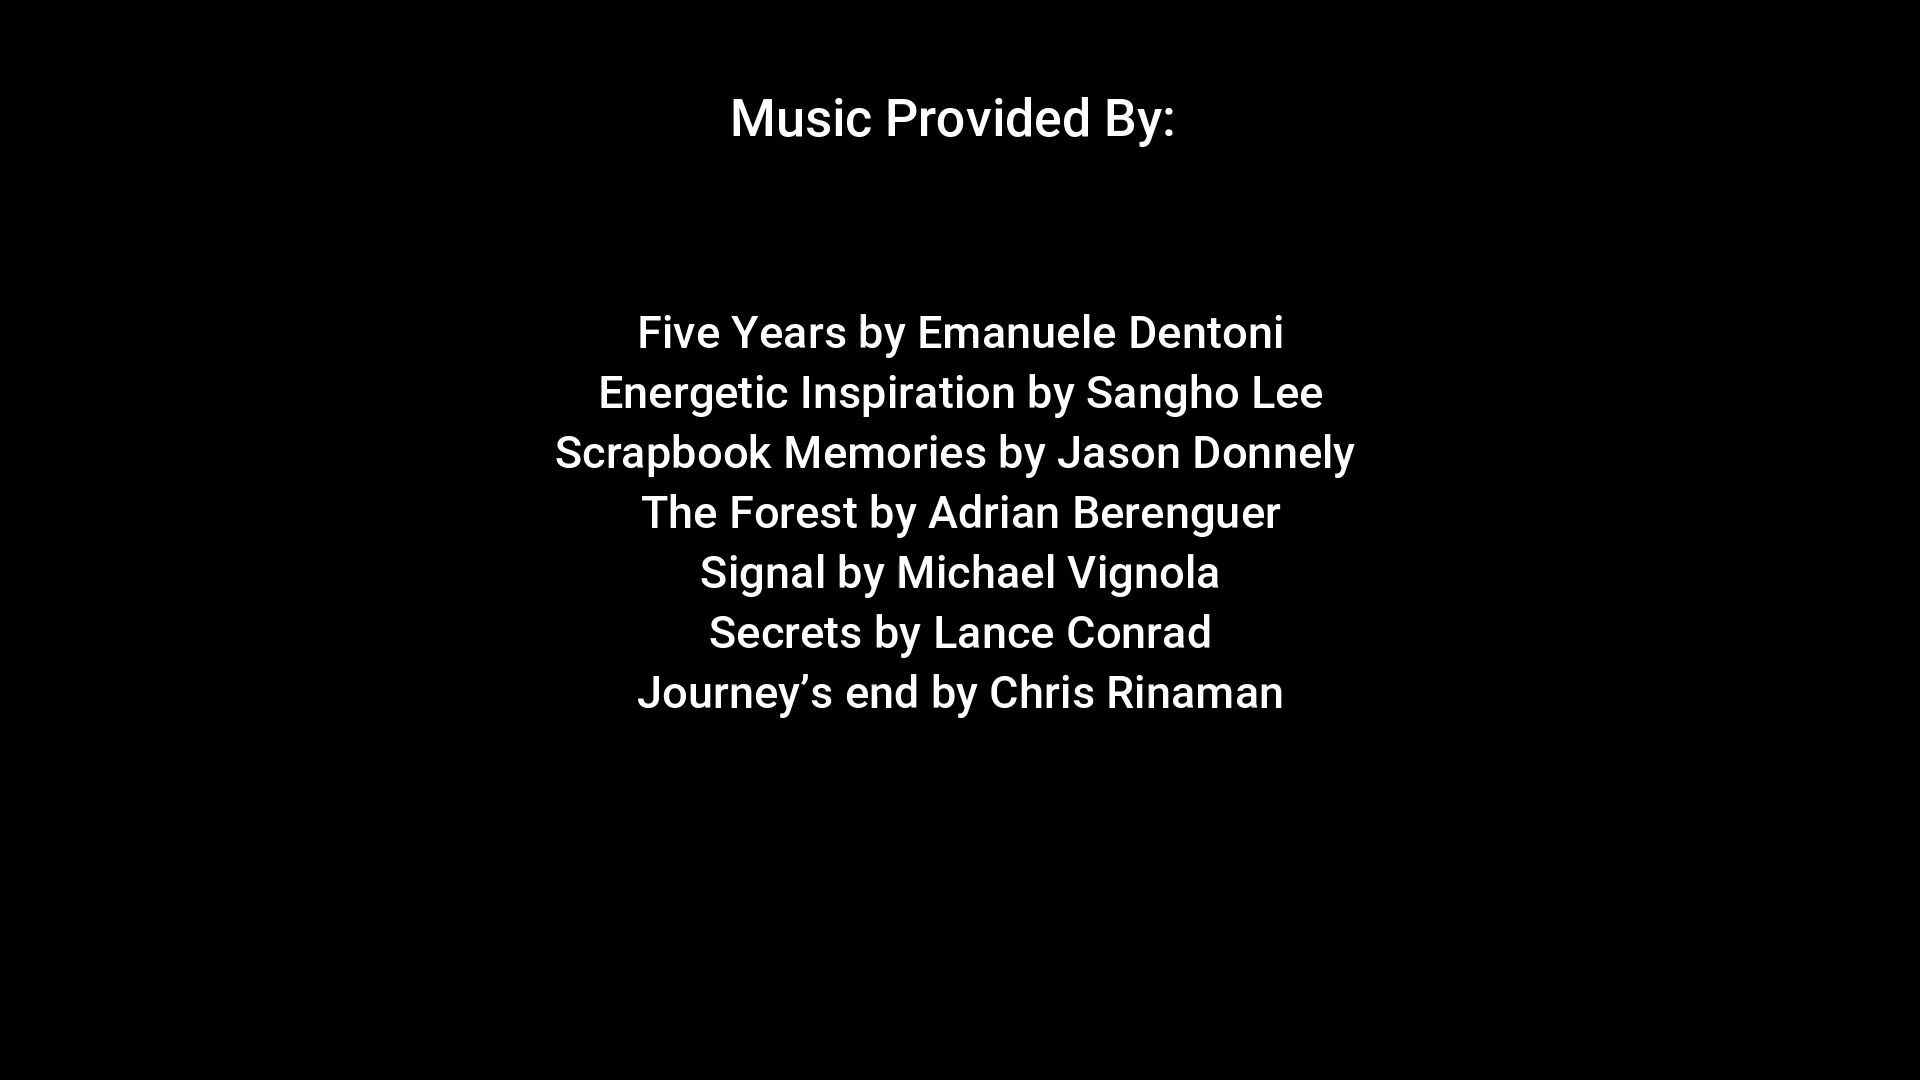 Music Provided By:
Five Years by Emanuele Dentoni
Energetic Inspiration by Sangho Lee
Scrapbook Memories by Jason Donnely
The Forest by Adrian Berenguer
Signal by Michael Vignola
Secrets by Lance Conrad
Journey’s end by Chris Rinaman